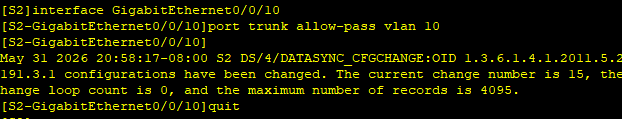 [S2]interface GigabitEthernet0/0/10
[S2-GigabitEthernet0/0/10]port trunk allow-pass vlan 10
[S2-GigabitEthernet0/0/10]
May 31 2026 20:58:17-08:00 S2 DS/4/DATASYNC_CFGCHANGE:OID 1.3.6.1.4.1.2011.5.2
191.3.1 configurations have been changed. The current change number is 15, the
hange loop count is 0, and the maximum number of records is 4095.
[S2-GigabitEthernet0/0/10]quit